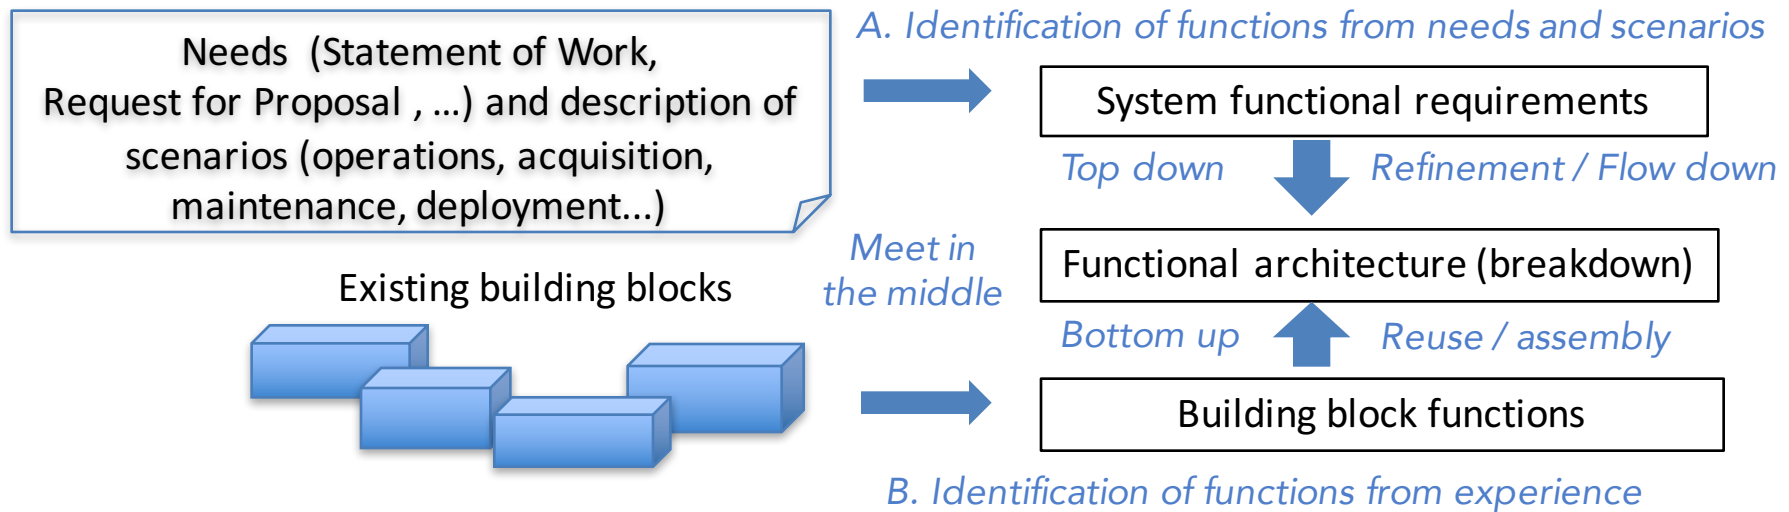 Needs (Statement of Work,
Request for Proposal , ...) and description of
scenarios (operations, acquisition,
maintenance, deployment...)
A. Identification of functions from needs and scenarios
System functional requirements
Top down
Refinement / Flow down
Meet in
the middle
Functional architecture (breakdown)
Existing building blocks
Bottom up
Reuse / assembly
Building block functions
B. Identification of functions from experience